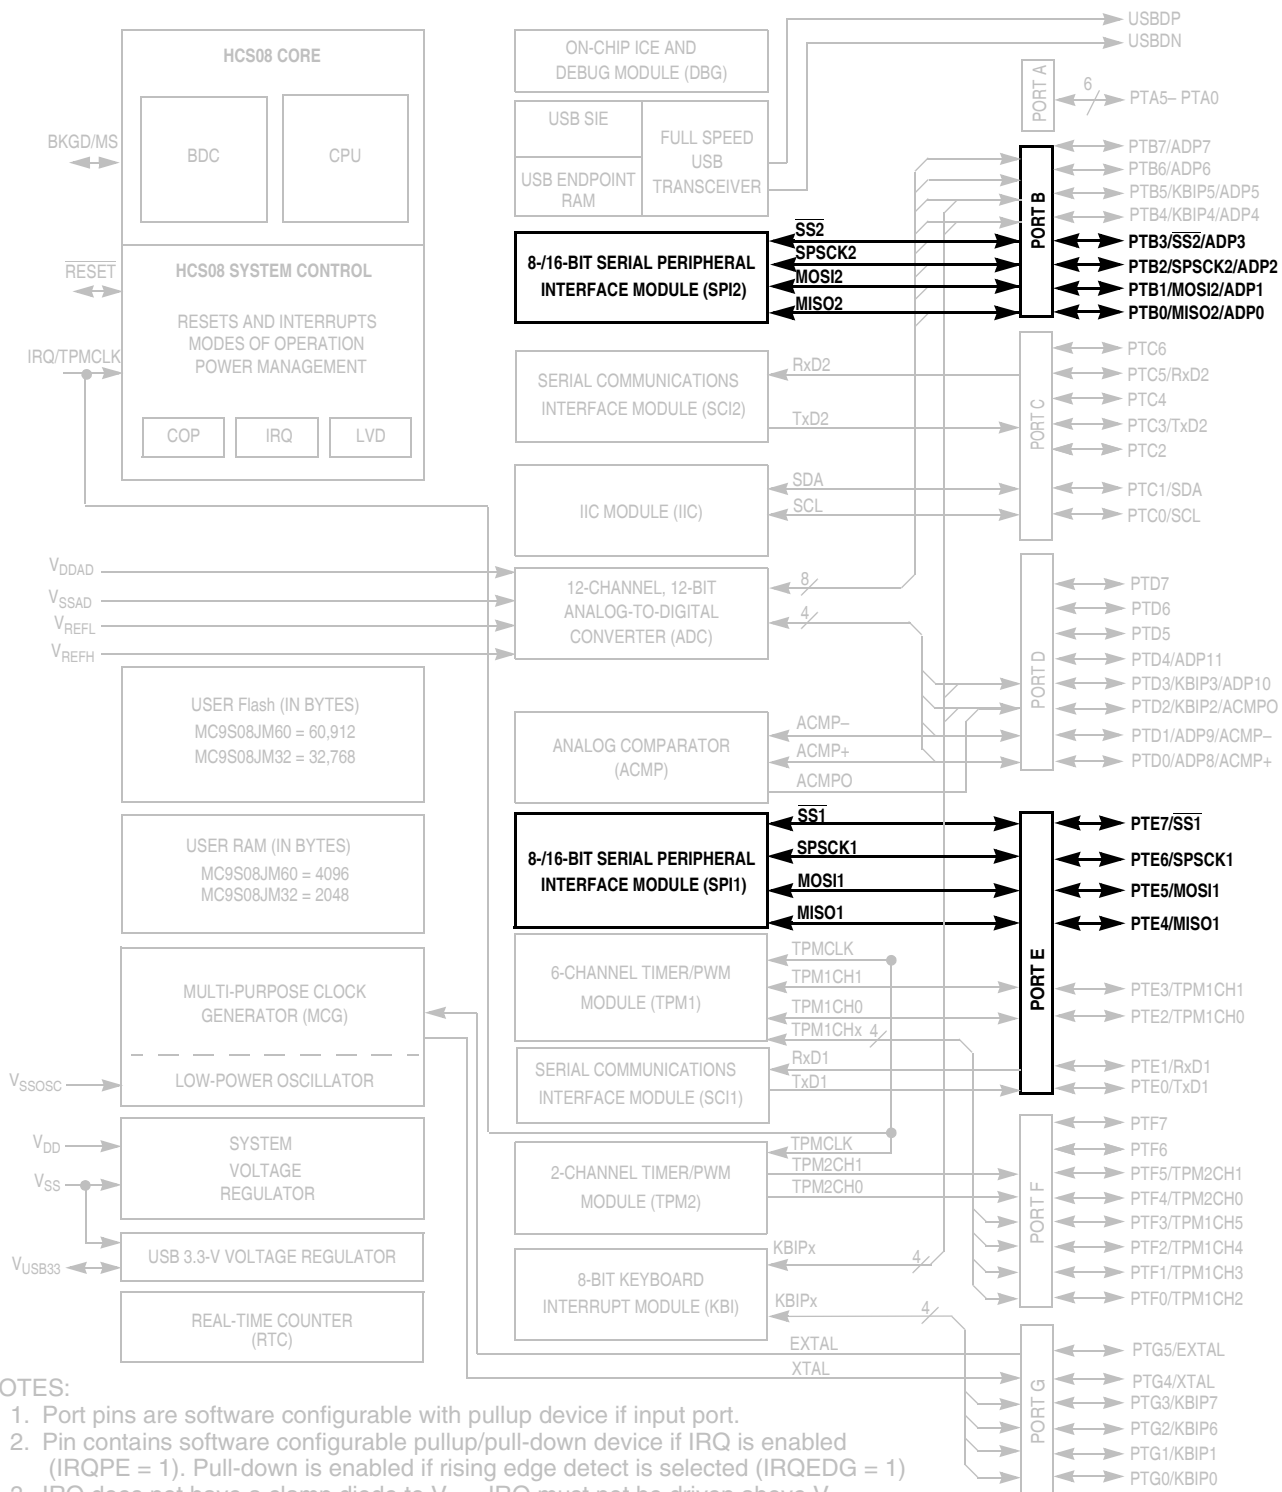 HCS08 CORE
BDC
CPU
BKGD/MS
HCS08 SYSTEM CONTROL
RESET
RESETS AND INTERRUPTS
MODES OF OPERATION
POWER MANAGEMENT
IRQ/TPMCLK
COP
IRQ
LVD
VDDAD
VSSAD
VREFL
VREFH
USER Flash (IN BYTES)
MC9S08JM60 = 60,912
MC9S08JM32 = 32,768
USER RAM (IN BYTES)
MC9S08JM60 = 4096
MC9S08JM32 = 2048
MULTI-PURPOSE CLOCK
GENERATOR (MCG)
LOW-POWER OSCILLATOR
VSSOSC
VDD
VSS
SYSTEM
VOLTAGE
REGULATOR
VUSB33
USB 3.3-V VOLTAGE REGULATOR
REAL-TIME COUNTER
(RTC)
ON-CHIP ICE AND
DEBUG MODULE (DBG)
USB SIE
USB ENDPOINT
RAM
FULL SPEED
USB
TRANSCEIVER
8-/16-BIT SERIAL PERIPHERAL
INTERFACE MODULE (SPI2)
SS2
SPSCK2
MOSI2
MISO2
SERIAL COMMUNICATIONS
INTERFACE MODULE (SCI2)
RxD2
TxD2
IIC MODULE (IIC)
SDA
SCL
12-CHANNEL, 12-BIT
ANALOG-TO-DIGITAL
CONVERTER (ADC)
8
4
ANALOG COMPARATOR
(ACMP)
ACMP–
ACMP+
ACMPO
8-/16-BIT SERIAL PERIPHERAL
INTERFACE MODULE (SPI1)
SS1
SPSCK1
MOSI1
MISO1
6-CHANNEL TIMER/PWM
MODULE (TPM1)
TPMCLK
TPM1CH1
TPM1CH0
TPM1CHx 4
SERIAL COMMUNICATIONS
INTERFACE MODULE (SCI1)
RxD1
TxD1
2-CHANNEL TIMER/PWM
MODULE (TPM2)
TPMCLK
TPM2CH1
TPM2CH0
8-BIT KEYBOARD
INTERRUPT MODULE (KBI)
KBIPx
4
KBIPx
4
EXTAL
XTAL
USBDP
USBDN
PORT A
6
PTA5– PTA0
PORT B
PTB7/ADP7
PTB6/ADP6
PTB5/KBIP5/ADP5
PTB4/KBIP4/ADP4
PTB3/SS2/ADP3
PTB2/SPSCK2/ADP2
PTB1/MOSI2/ADP1
PTB0/MISO2/ADP0
PORT C
PTC6
PTC5/RxD2
PTC4
PTC3/TxD2
PTC2
PTC1/SDA
PTC0/SCL
PORT D
PTD7
PTD6
PTD5
PTD4/ADP11
PTD3/KBIP3/ADP10
PTD2/KBIP2/ACMPO
PTD1/ADP9/ACMP–
PTD0/ADP8/ACMP+
PORT E
PTE7/SS1
PTE6/SPSCK1
PTE5/MOSI1
PTE4/MISO1
PTE3/TPM1CH1
PTE2/TPM1CH0
PTE1/RxD1
PTE0/TxD1
PORT F
PTF7
PTF6
PTF5/TPM2CH1
PTF4/TPM2CH0
PTF3/TPM1CH5
PTF2/TPM1CH4
PTF1/TPM1CH3
PTF0/TPM1CH2
PORT G
PTG5/EXTAL
PTG4/XTAL
PTG3/KBIP7
PTG2/KBIP6
PTG1/KBIP1
PTG0/KBIP0
OTES:
1. Port pins are software configurable with pullup device if input port.
2. Pin contains software configurable pullup/pull-down device if IRQ is enabled
(IRQPE = 1). Pull-down is enabled if rising edge detect is selected (IRQEDG = 1)
3. IRQ does not have a clamp diode to V IRQ must not be driven above V